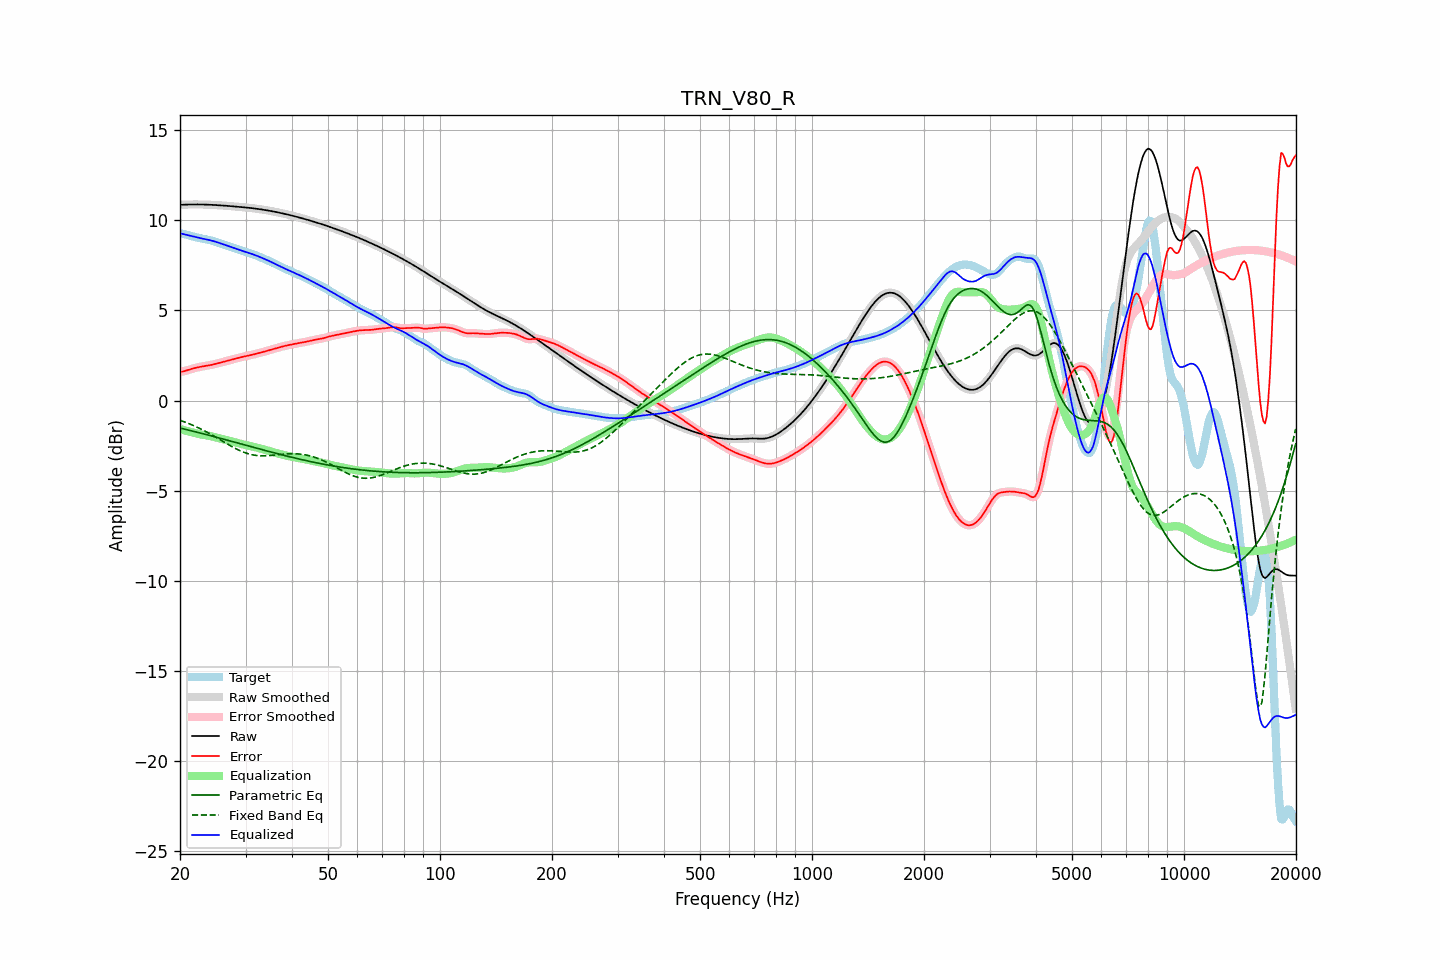 TRN_V80_R
Amplitude (dBr)
15
10
5
0
−5
−10
−15
−20
−25
Target
Raw Smoothed
Error Smoothed
Raw
Error
Equalization
Parametric Eq
Fixed Band Eq
Equalized
20 50 100 200 500 1000 2000 5000 10000 20000
Frequency (Hz)